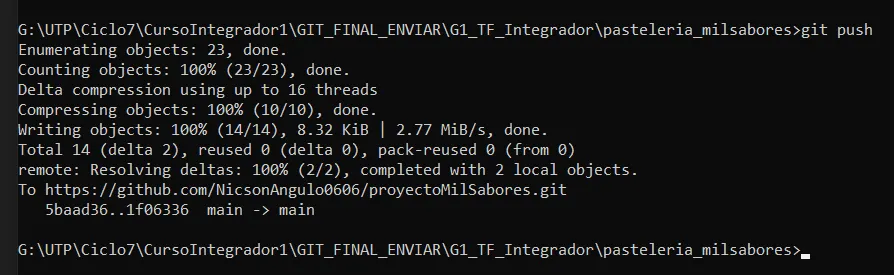 G:\UTP\Ciclo7\CursoIntegrador1\GIT_FINAL_ENVIAR\G1_TF_Integrador\pasteleria_milsabores>git push
Enumerating objects: 23, done.
Counting objects: 100% (23/23), done.
Delta compression using up to 16 threads
Compressing objects: 100% (10/10), done.
Writing objects: 100% (14/14), 8.32 KiB | 2.77 MiB/s, done.
Total 14 (delta 2), reused 0 (delta 0), pack-reused 0 (from 0)
remote: Resolving deltas: 100% (2/2), completed with 2 local objects.
To https://github.com/NicsonAngulo0606/proyectoMilSabores.git
   5baad36..1f06336  main -> main
G:\UTP\Ciclo7\CursoIntegrador1\GIT_FINAL_ENVIAR\G1_TF_Integrador\pasteleria_milsabores>